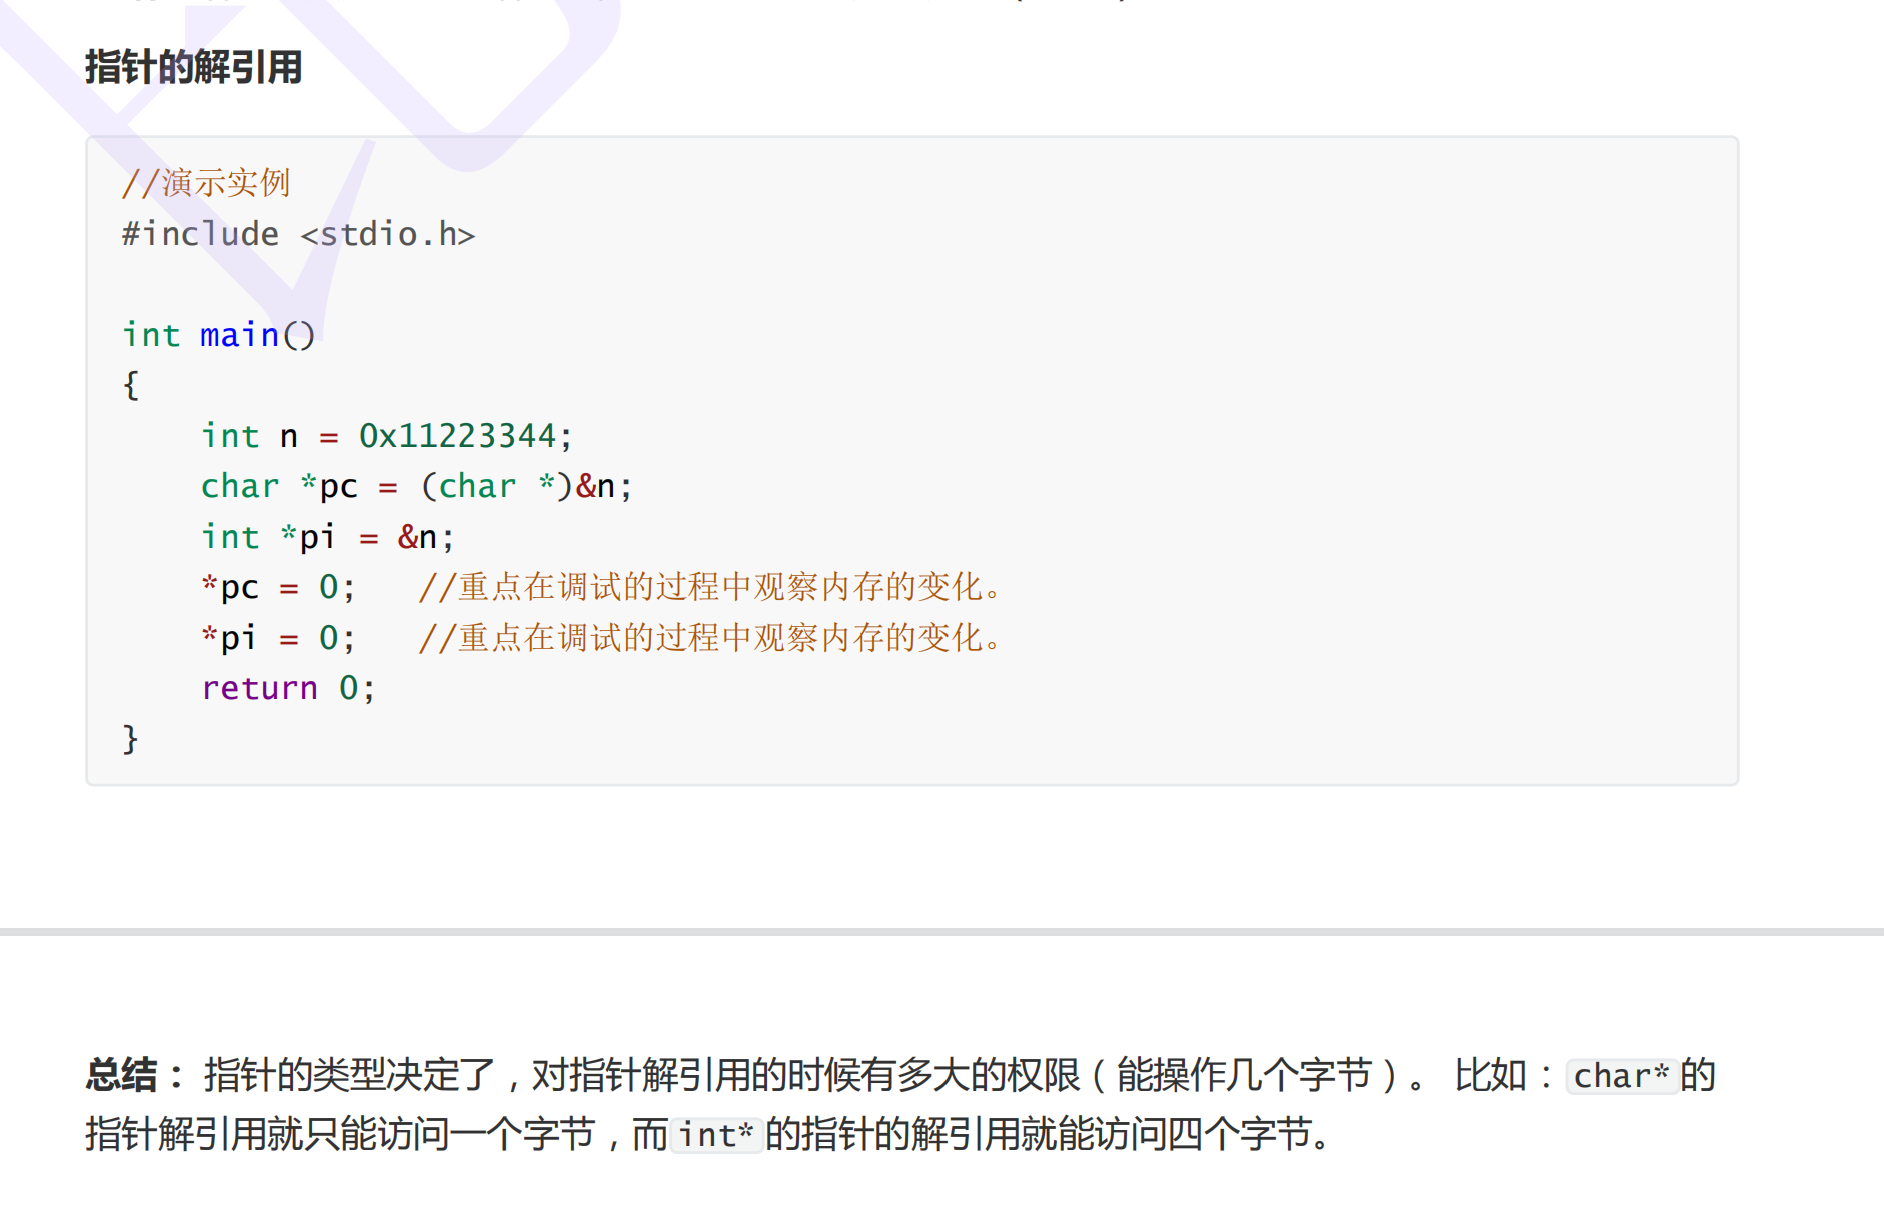 指针的解引用
//演示实例
#include <stdio.h>
int main()
{
    int n = 0x11223344;
    char *pc = (char *)&n;
    int *pi = &n;
    *pc = 0;   //重点在调试的过程中观察内存的变化。
    *pi = 0;   //重点在调试的过程中观察内存的变化。
    return 0;
}
总结：指针的类型决定了，对指针解引用的时候有多大的权限（能操作几个字节）。 比如：char*的
指针解引用就只能访问一个字节，而int*的指针的解引用就能访问四个字节。